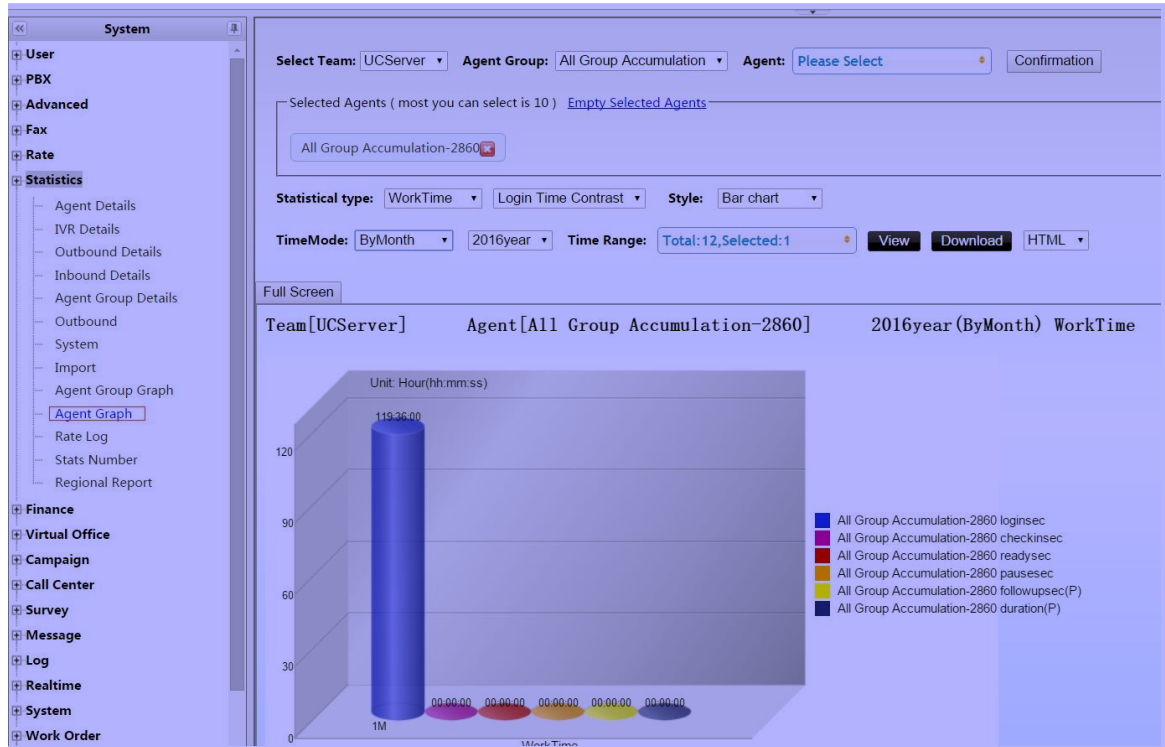 System
User
PBX
Advanced
Fax
Rate
Statistics
Agent Details
IVR Details
Outbound Details
Inbound Details
Agent Group Details
Outbound
System
Import
Agent Group Graph
Agent Graph
Rate Log
Stats Number
Regional Report
Finance
Virtual Office
Campaign
Call Center
Survey
Message
Log
Realtime
System
Work Order
Select Team: UCServer Agent Group: All Group Accumulation Agent: Please Select Confirmation
Selected Agents ( most you can select is 10 ) Empty Selected Agents
All Group Accumulation-2860
Statistical type: WorkTime Login Time Contrast Style: Bar chart
TimeMode: ByMonth 2016year Time Range: Total:12,Selected:1 View Download HTML
Full Screen
Team[UCServer] Agent[All Group Accumulation-2860] 2016year(ByMonth) WorkTime
Unit: Hour(hh:mm:ss)
119:36:00
120
90
60
30
0
00:00:00 00:00:00 00:00:00 00:00:00 00:00:00
1M
WorkTime
All Group Accumulation-2860 loginsec
All Group Accumulation-2860 checkinsec
All Group Accumulation-2860 readysec
All Group Accumulation-2860 pausesec
All Group Accumulation-2860 followupsec(P)
All Group Accumulation-2860 duration(P)